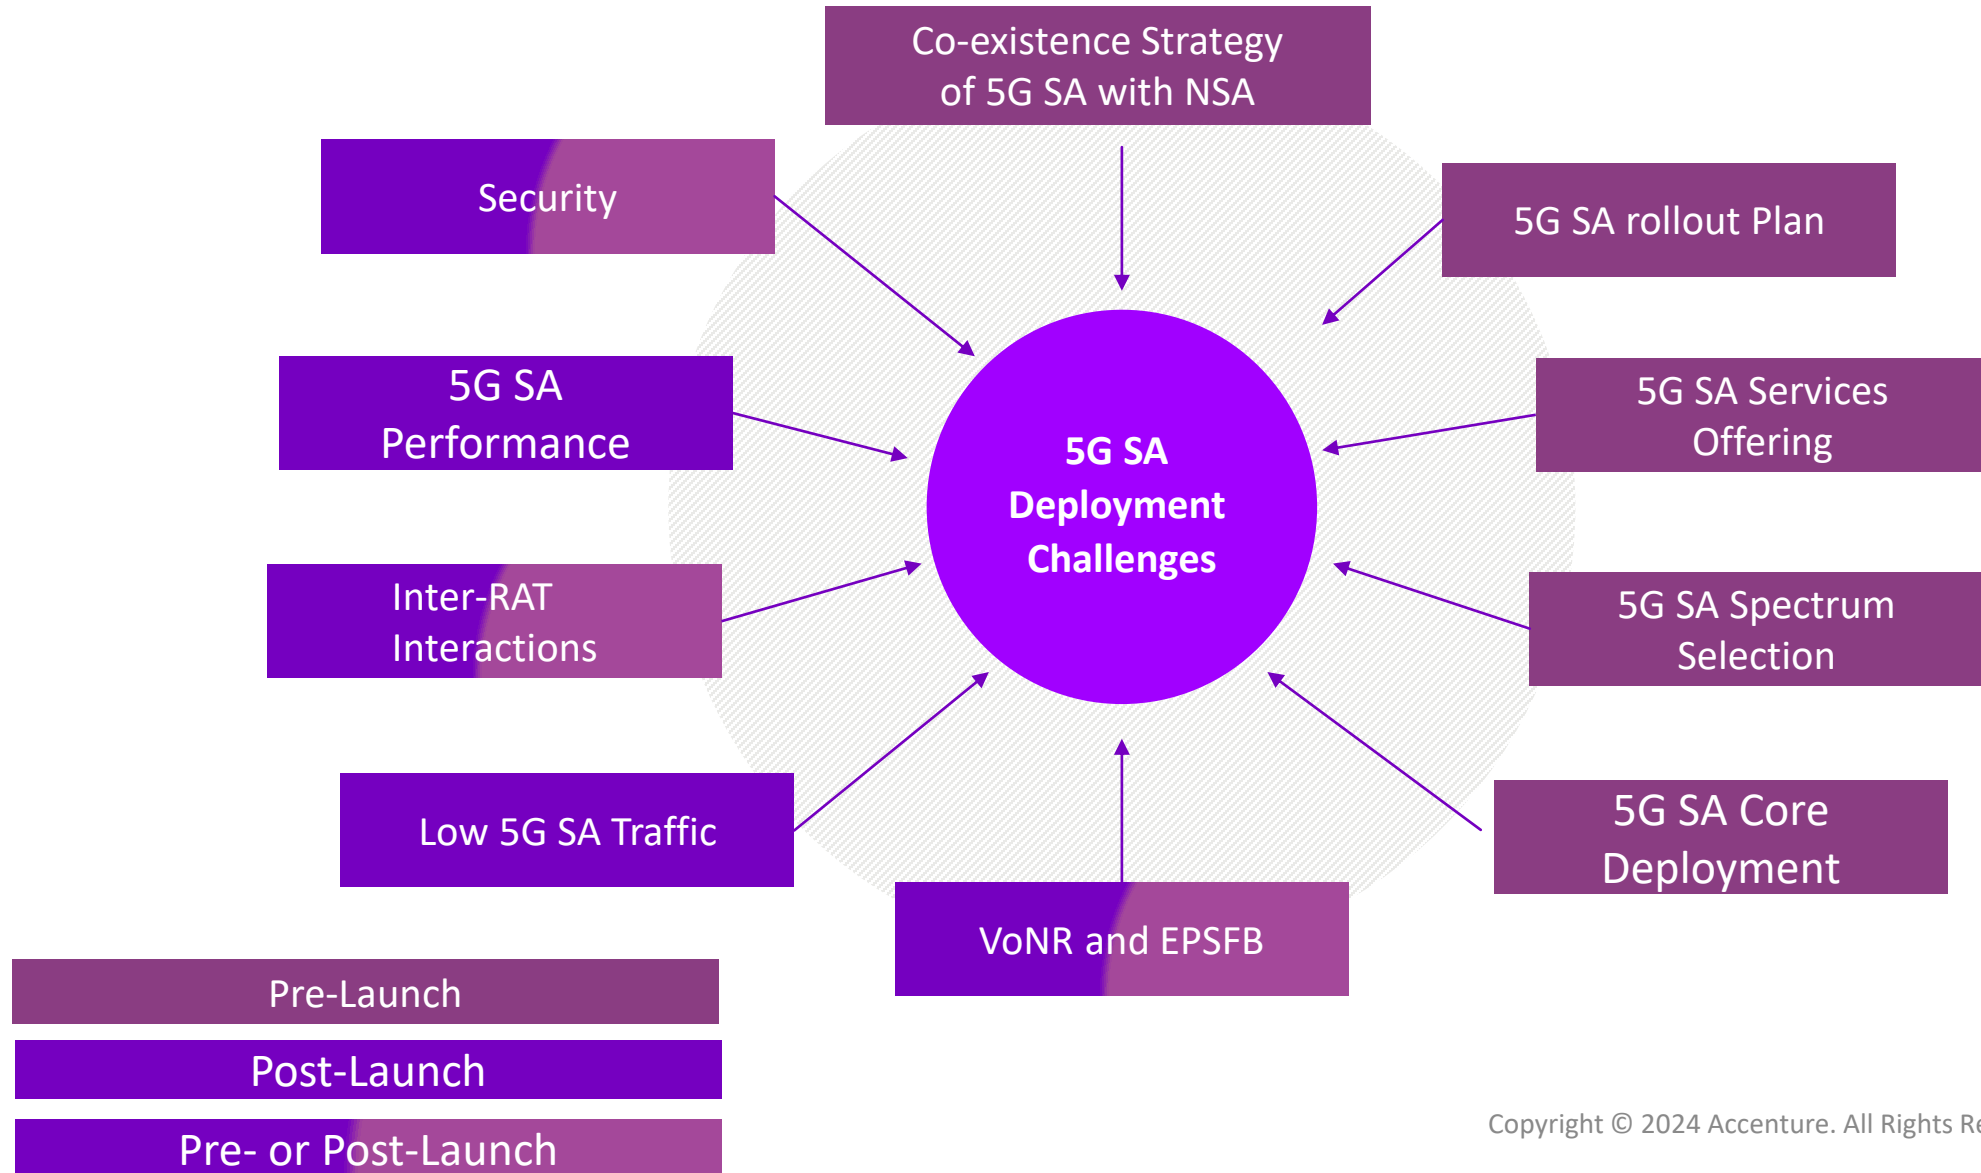 Co-existence Strategy
of 5G SA with NSA
Security
5G SA rollout Plan
5G SA
Performance
5G SA Services
Offering
5G SA
Deployment
Challenges
Inter-RAT
Interactions
5G SA Spectrum
Selection
Low 5G SA Traffic
5G SA Core
Deployment
VoNR and EPSFB
Pre-Launch
Post-Launch
Pre- or Post-Launch
Copyright © 2024 Accenture. All Rights Re